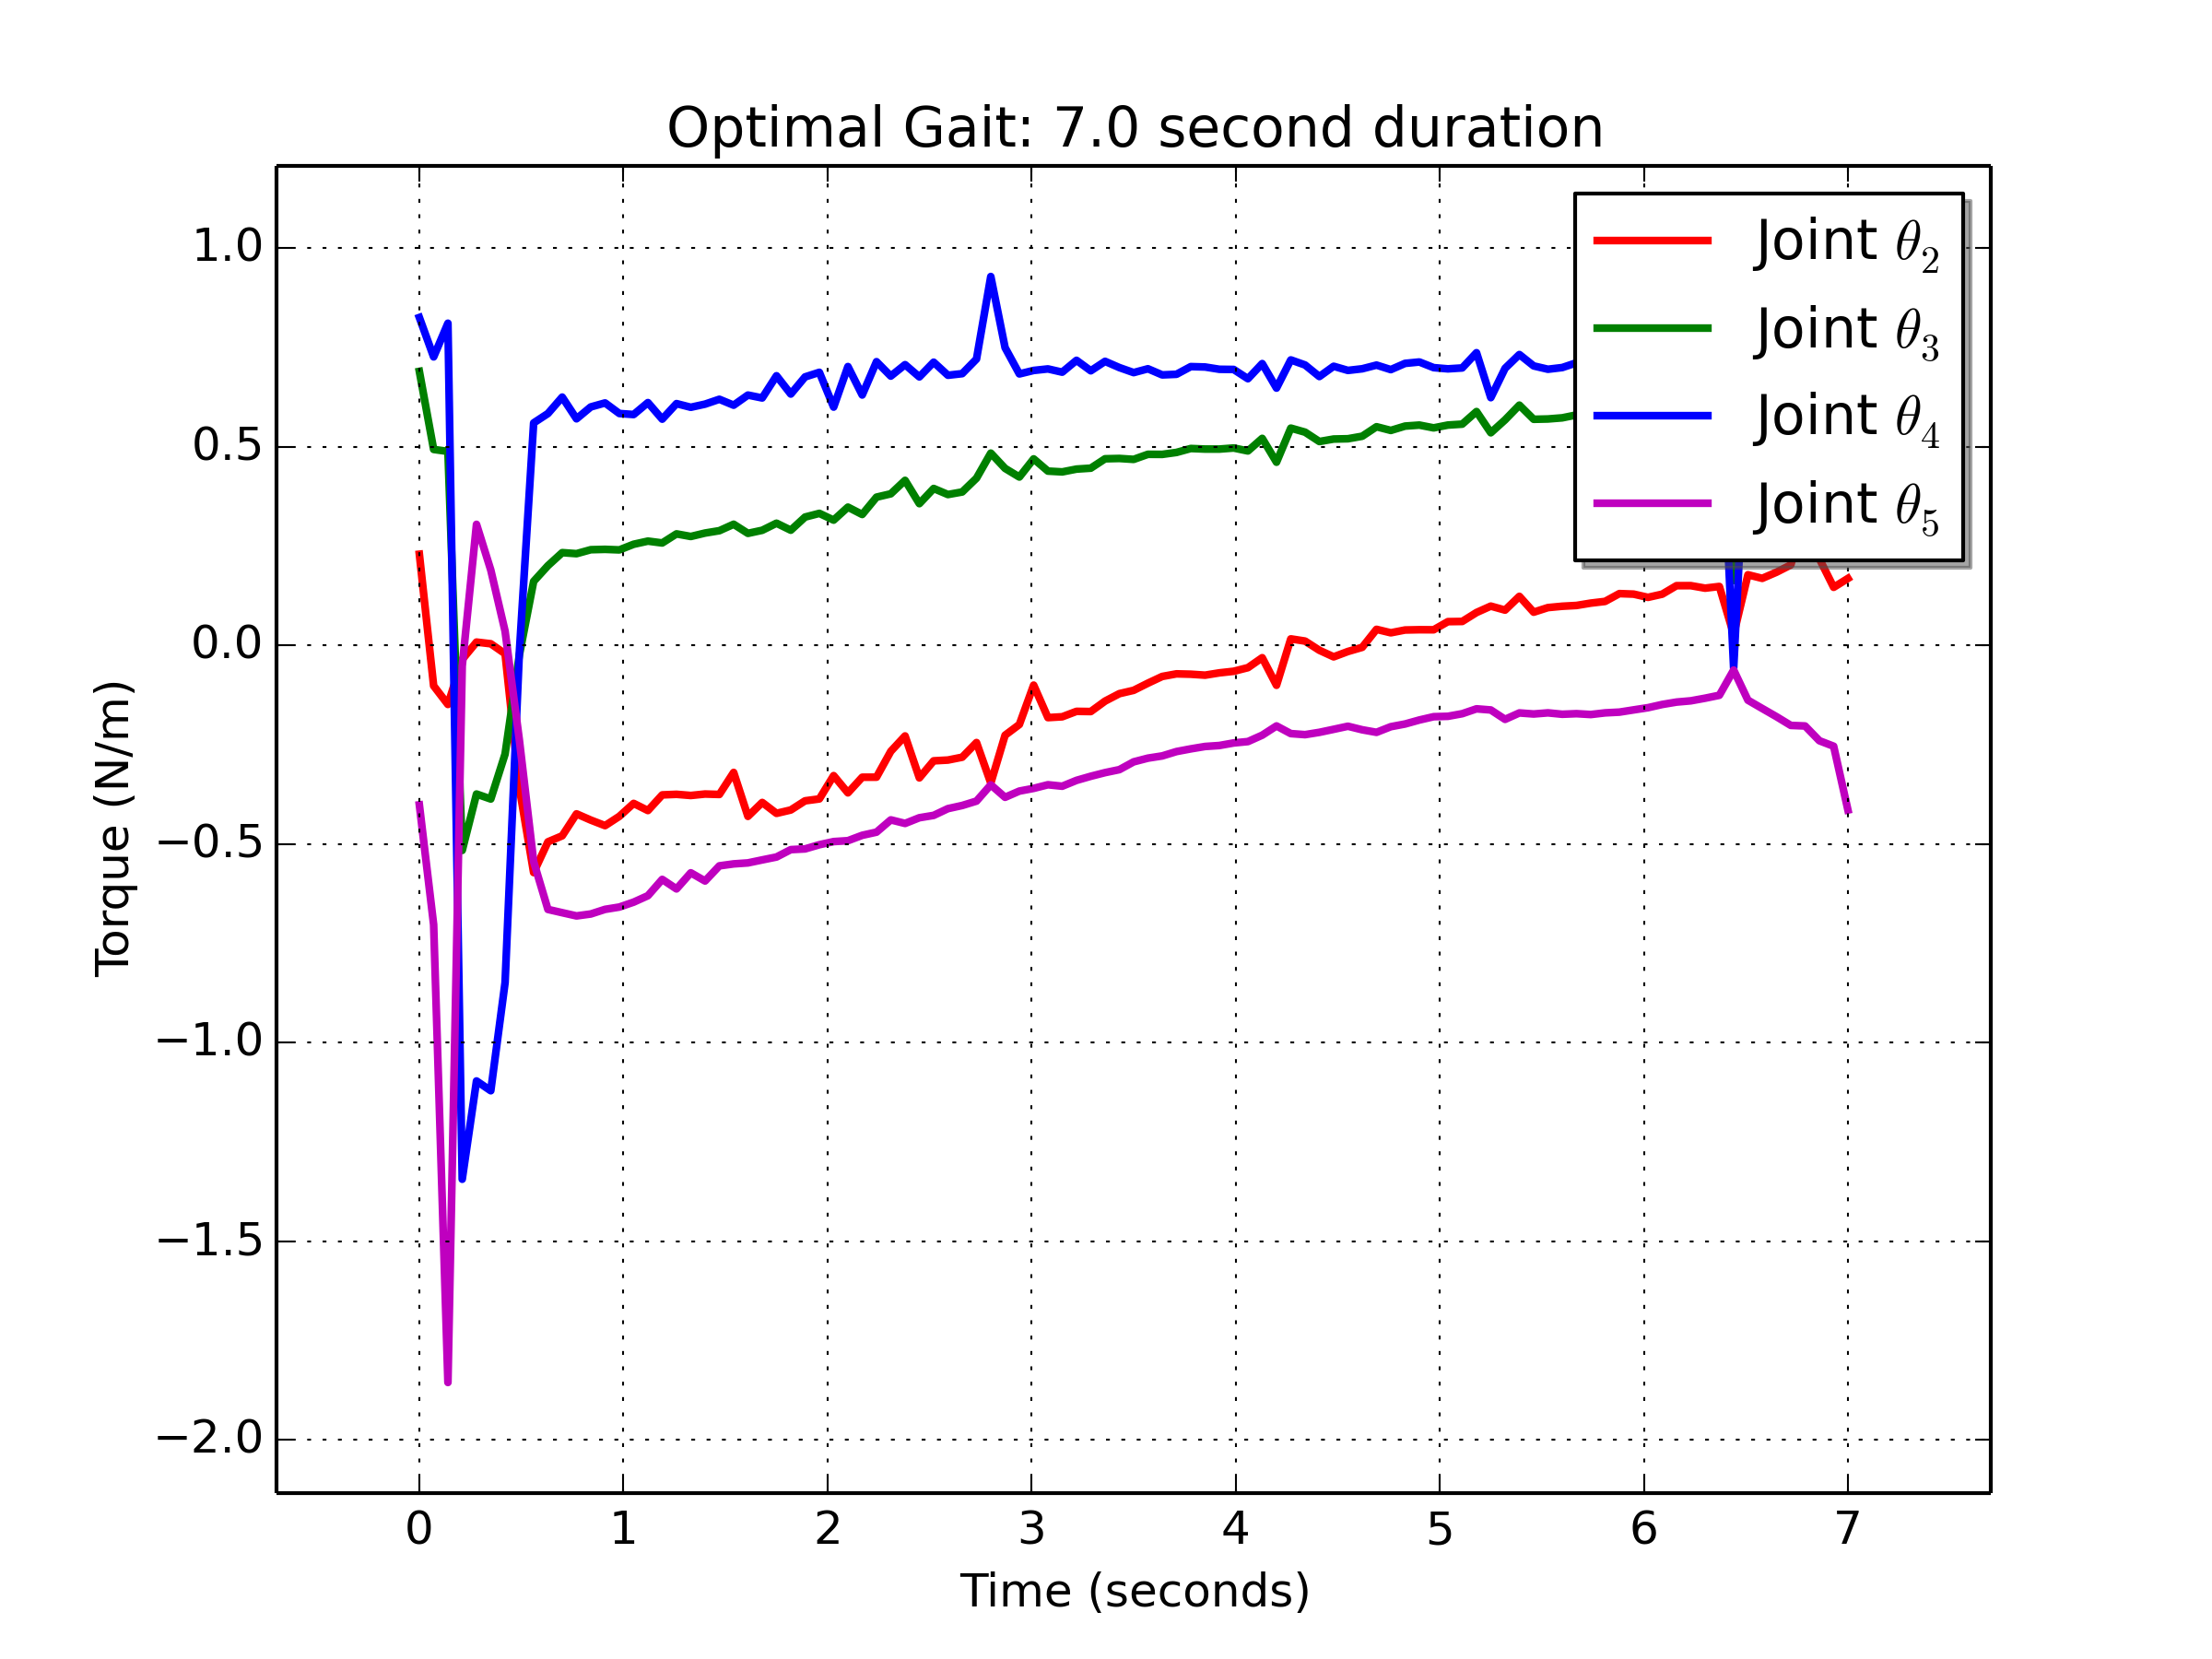 Optimal Gait: 7.0 second duration
Joint θ2
Joint θ3
Joint θ4
Joint θ5
1.0
0.5
0.0
−0.5
−1.0
−1.5
−2.0
Torque (N/m)
0 1 2 3 4 5 6 7
Time (seconds)